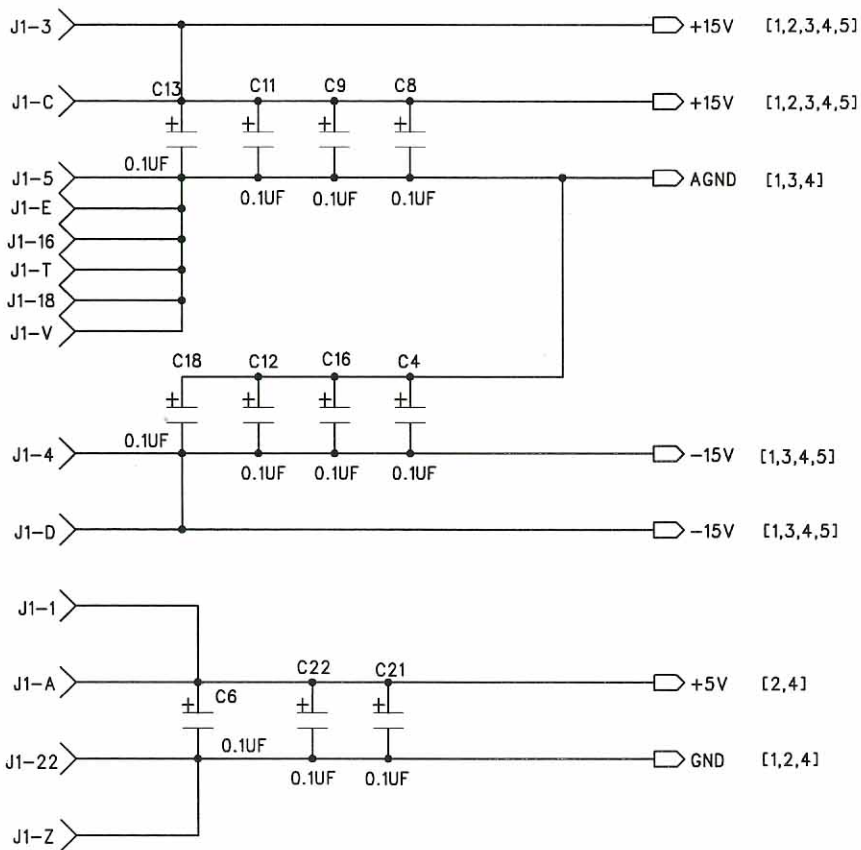 J1-3 +15V [1,2,3,4,5]
C13 C11 C9 C8
J1-C +15V [1,2,3,4,5]
+ + + +
0.1UF
J1-5 AGND [1,3,4]
0.1UF 0.1UF 0.1UF
J1-E
J1-16
J1-T
J1-18
J1-V
C18 C12 C16 C4
+ + + +
0.1UF
J1-4 -15V [1,3,4,5]
0.1UF 0.1UF 0.1UF
J1-D -15V [1,3,4,5]
J1-1
C22 C21
J1-A +5V [2,4]
+ C6 + +
0.1UF
J1-22 GND [1,2,4]
0.1UF 0.1UF
J1-Z